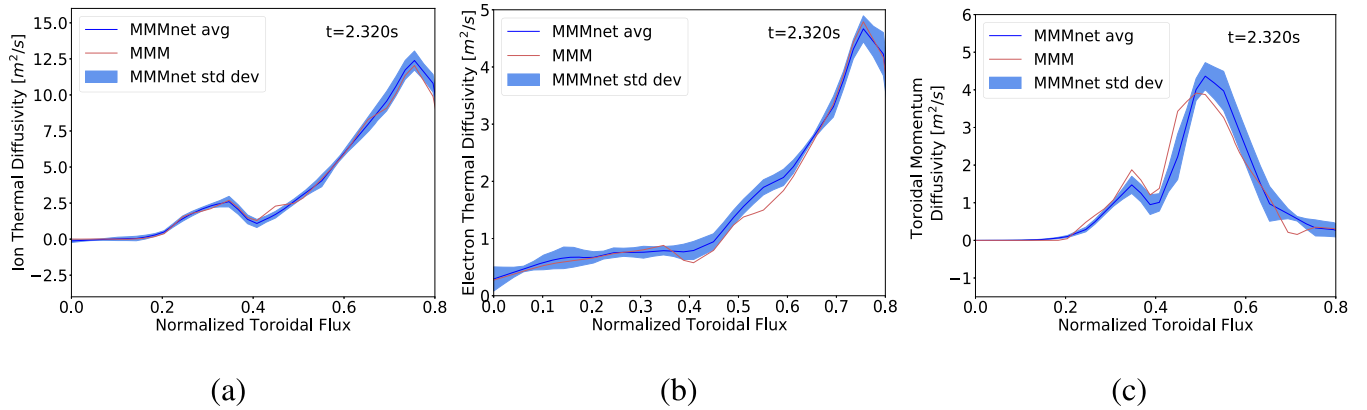 15.0
12.5
10.0
7.5
5.0
2.5
0.0
−2.5
Ion Thermal Diffusivity [m²/s]
MMMnet avg
MMM
MMMnet std dev
t=2.320s
0.0 0.2 0.4 0.6 0.8
Normalized Toroidal Flux
(a)
5
4
3
2
1
0
Electron Thermal Diffusivity [m²/s]
MMMnet avg
MMM
MMMnet std dev
t=2.320s
0.0 0.1 0.2 0.3 0.4 0.5 0.6 0.7 0.8
Normalized Toroidal Flux
(b)
6
5
4
3
2
1
0
−1
Toroidal Momentum
Diffusivity [m²/s]
MMMnet avg
MMM
MMMnet std dev
t=2.320s
0.0 0.2 0.4 0.6 0.8
Normalized Toroidal Flux
(c)